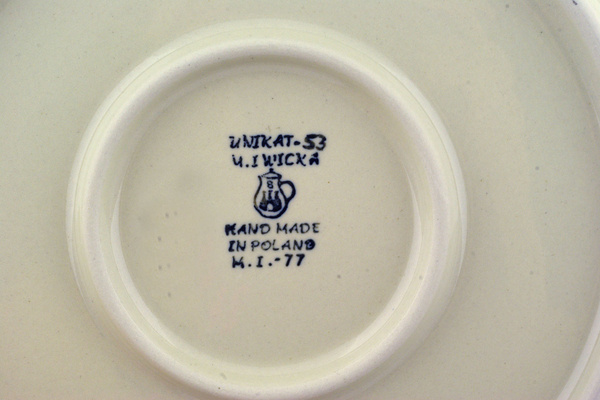 UNIKAT-53
M.IWICKA
HAND MADE
IN POLAND
M.I.-77